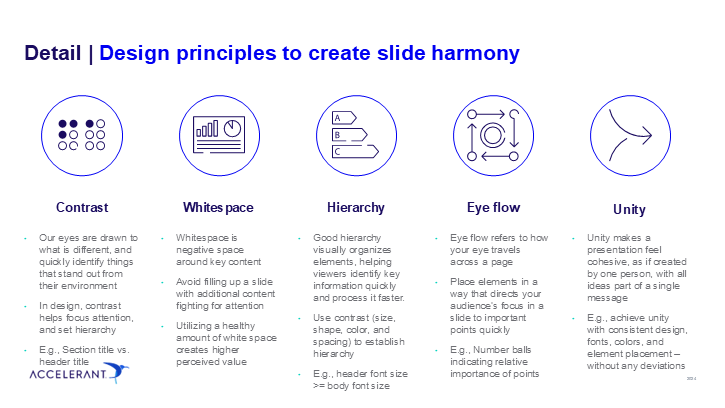 Detail | Design principles to create slide harmony
A
B
C
Contrast
Whitespace
Hierarchy
Eye flow
Unity
• Our eyes are drawn to
what is different, and
quickly identify things
that stand out from
their environment
• In design, contrast
helps focus attention,
and set hierarchy
• E.g., Section title vs.
header title
• Whitespace is
negative space
around key content
• Avoid filling up a slide
with additional content
fighting for attention
• Utilizing a healthy
amount of white space
creates higher
perceived value
• Good hierarchy
visually organizes
elements, helping
viewers identify key
information quickly
and process it faster.
• Use contrast (size,
shape, color, and
spacing) to establish
hierarchy
• E.g., header font size
>= body font size
• Eye flow refers to how
your eye travels
across a page
• Place elements in a
way that directs your
audience's focus in a
slide to important
points quickly
• E.g., Number balls
indicating relative
importance of points
• Unity makes a
presentation feel
cohesive, as if created
by one person, with all
ideas part of a single
message
• E.g., achieve unity
with consistent design,
fonts, colors, and
element placement –
without any deviations
ACCELERANT